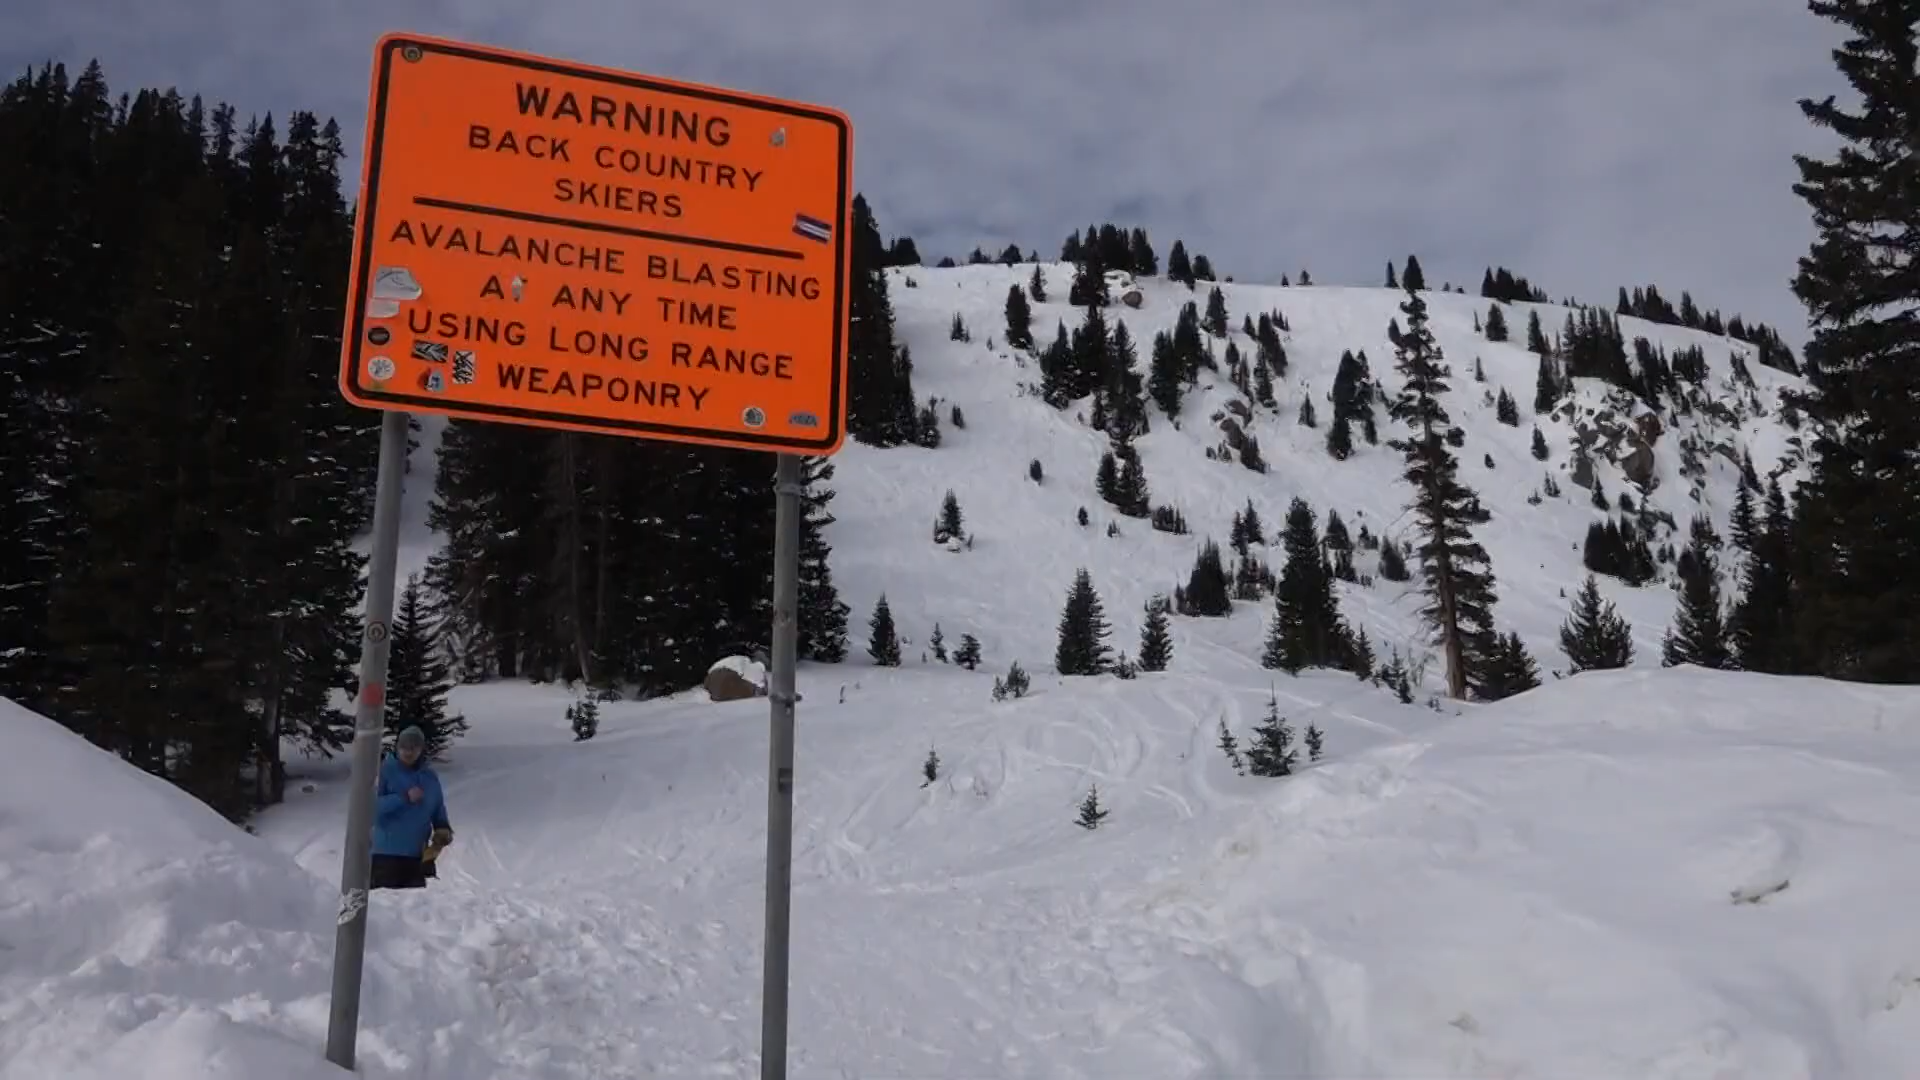 WARNING
BACK COUNTRY
SKIERS
AVALANCHE BLASTING
AT ANY TIME
USING LONG RANGE
WEAPONRY